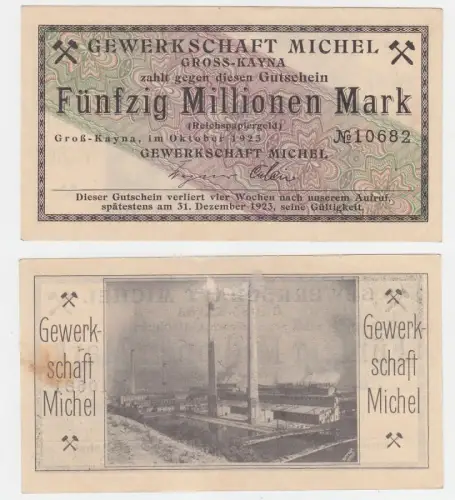 GEWERKSCHAFT MICHEL
GROSS-KAYNA
zahlt gegen diesen Gutschein
Fünfzig Millionen Mark
(Reichspapiergeld)
Groß-Kayna, im Oktober 1923
№10682
GEWERKSCHAFT MICHEL
Dieser Gutschein verliert vier Wochen nach unserem Aufruf,
spätestens am 31. Dezember 1923, seine Gültigkeit.
Gewerk-
schaft
Michel
Gewerk-
schaft
Michel